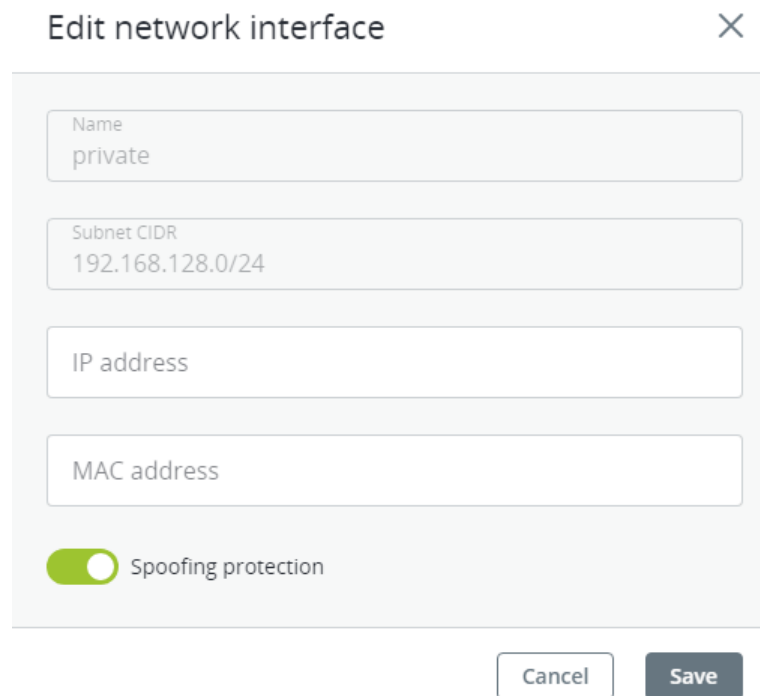 Edit network interface
Name
private
Subnet CIDR
192.168.128.0/24
IP address
MAC address
Spoofing protection
Cancel
Save